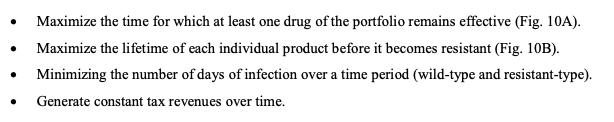 • Maximize the time for which at least one drug of the portfolio remains effective (Fig. 10A).
• Maximize the lifetime of each individual product before it becomes resistant (Fig. 10B).
• Minimizing the number of days of infection over a time period (wild-type and resistant-type).
• Generate constant tax revenues over time.